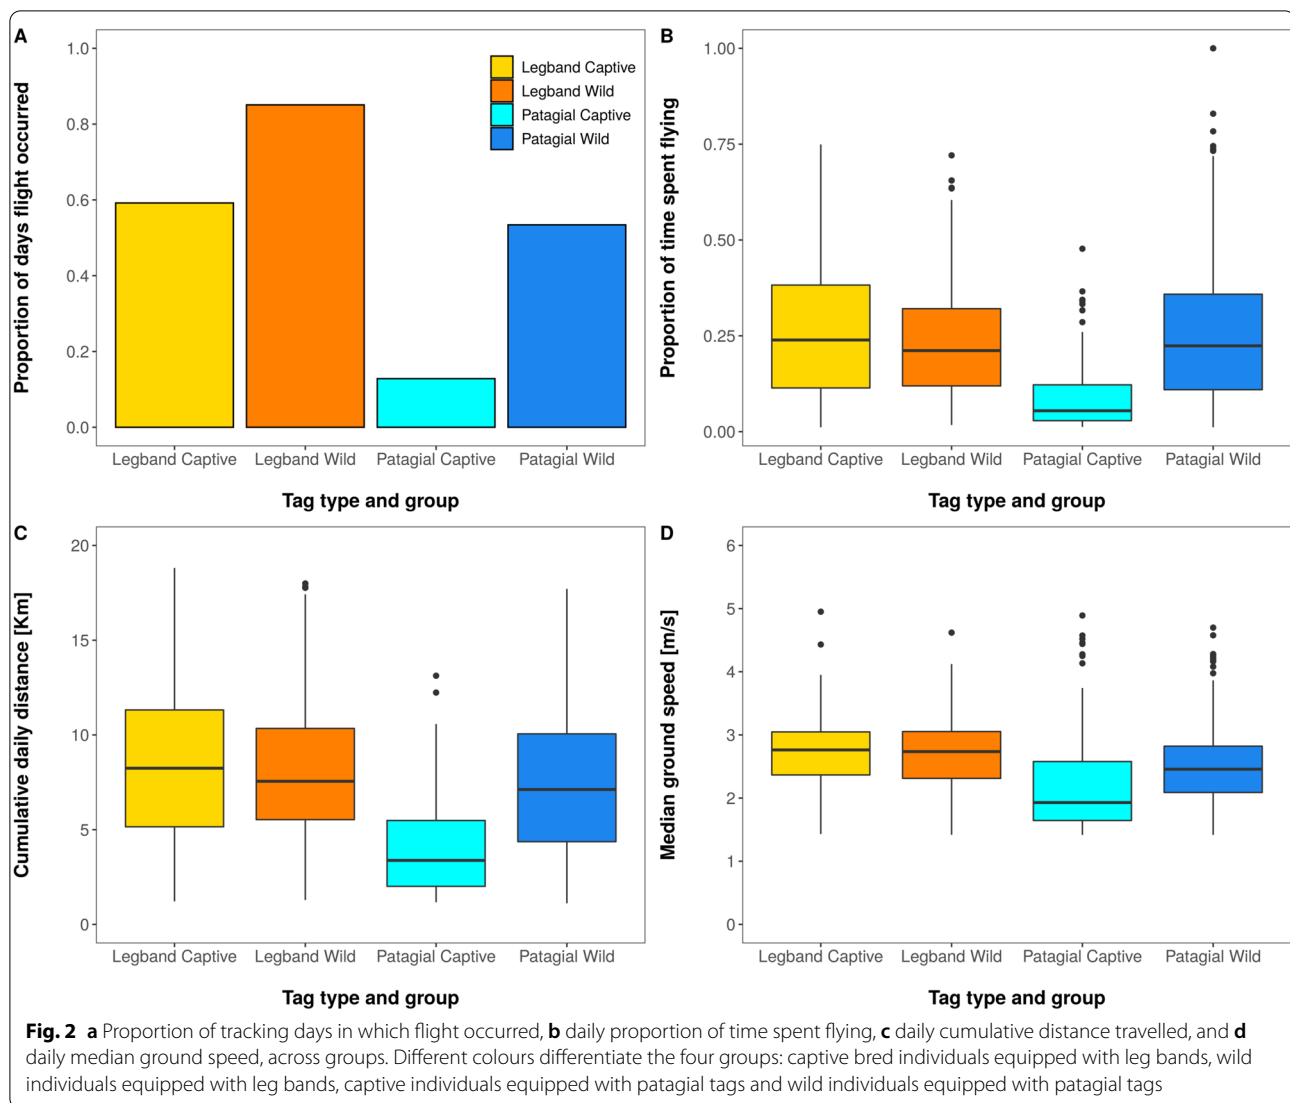 A
Proportion of days flight occurred
1.0
0.8
0.6
0.4
0.2
0.0
Legband Captive
Legband Wild
Patagial Captive
Patagial Wild
Legband Captive
Legband Wild
Patagial Captive
Patagial Wild
Tag type and group
B
Proportion of time spent flying
1.00
0.75
0.50
0.25
0.00
Legband Captive
Legband Wild
Patagial Captive
Patagial Wild
Tag type and group
C
Cumulative daily distance [Km]
20
15
10
5
0
Legband Captive
Legband Wild
Patagial Captive
Patagial Wild
Tag type and group
D
Median ground speed [m/s]
6
5
4
3
2
1
0
Legband Captive
Legband Wild
Patagial Captive
Patagial Wild
Tag type and group
Fig. 2 a Proportion of tracking days in which flight occurred, b daily proportion of time spent flying, c daily cumulative distance travelled, and d
daily median ground speed, across groups. Different colours differentiate the four groups: captive bred individuals equipped with leg bands, wild
individuals equipped with leg bands, captive individuals equipped with patagial tags and wild individuals equipped with patagial tags